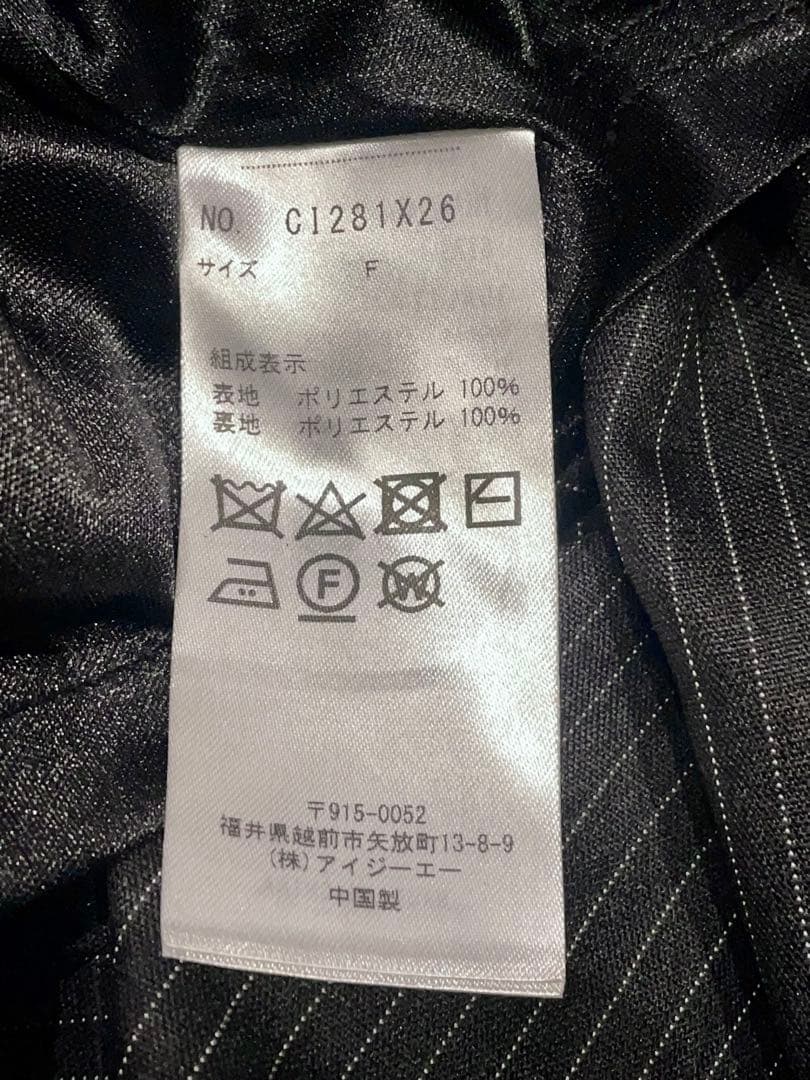 NO. CI281X26
サイズ F
組成表示
表地 ポリエステル 100%
裏地 ポリエステル 100%
F
W
〒915-0052
福井県越前市矢放町13-8-9
(株)アイジーエー
中国製